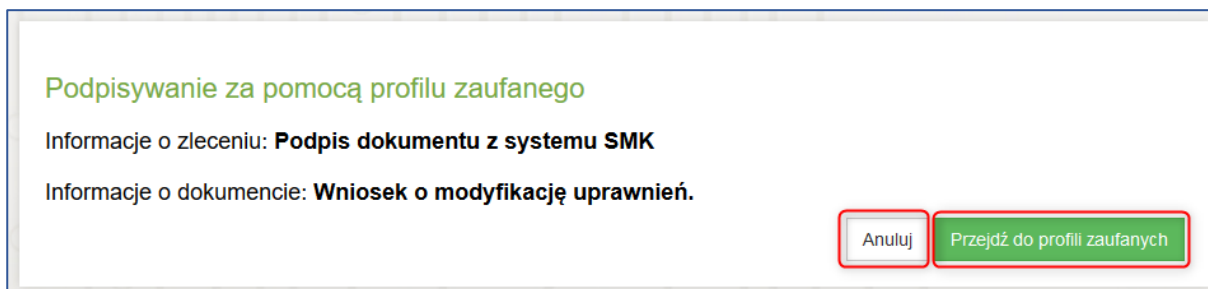 Podpisywanie za pomocą profilu zaufanego
Informacje o zleceniu: Podpis dokumentu z systemu SMK
Informacje o dokumencie: Wniosek o modyfikację uprawnień.
Anuluj Przejdź do profili zaufanych